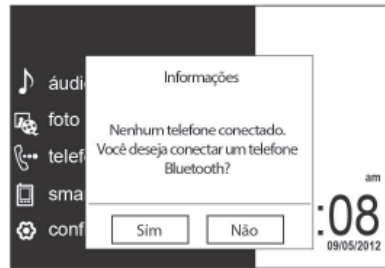 áudi
foto
telef
sma
conf
Informações
Nenhum telefone conectado.
Você deseja conectar um telefone
Bluetooth?
Sim
Não
am
:08
09/05/2012